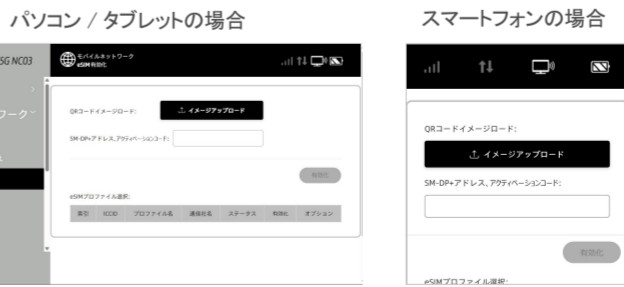 パソコン / タブレットの場合
5G NC03
モバイルネットワーク
eSIM有効化
ワーク
QRコードイメージロード:
イメージアップロード
SM-DP+アドレス、アクティベーションコード:
有効化
eSIMプロファイル選択:
索引 ICCID プロファイル名 通信社名 ステータス 有効化 オプション
スマートフォンの場合
QRコードイメージロード:
イメージアップロード
SM-DP+アドレス、アクティベーションコード:
有効化
eSIMプロファイル選択: